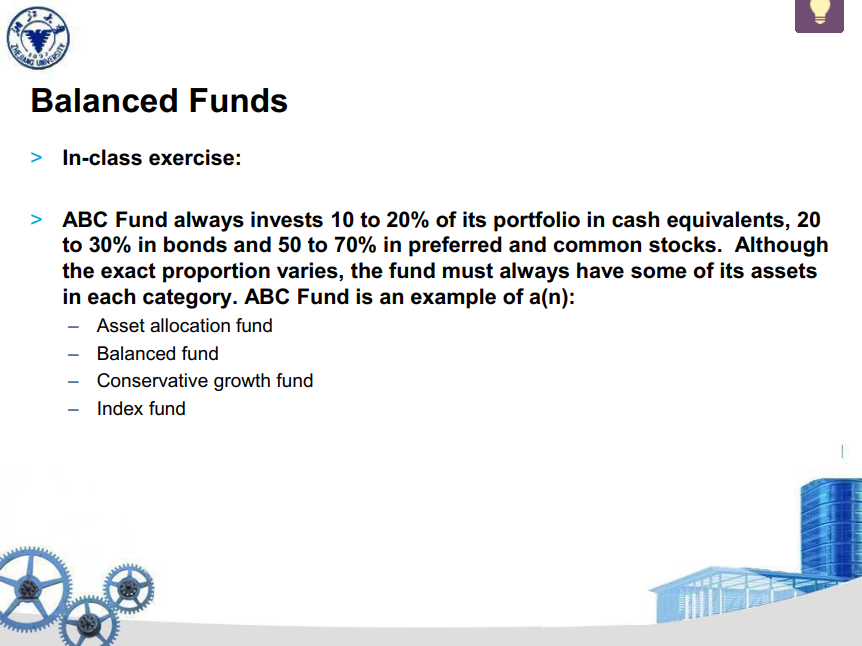 ZHEJIANG UNIVERSITY
1897
Balanced Funds
> In-class exercise:
> ABC Fund always invests 10 to 20% of its portfolio in cash equivalents, 20
to 30% in bonds and 50 to 70% in preferred and common stocks.  Although
the exact proportion varies, the fund must always have some of its assets
in each category. ABC Fund is an example of a(n):
– Asset allocation fund
– Balanced fund
– Conservative growth fund
– Index fund